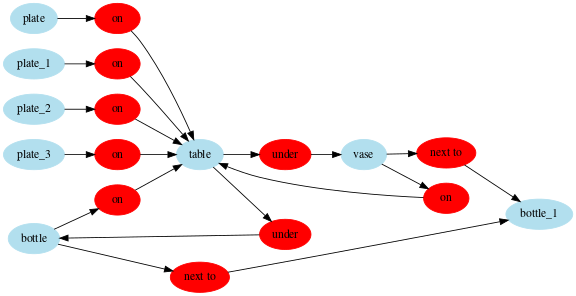 plate
on
plate_1
on
plate_2
on
plate_3
on
table
under
vase
next to
on
on
bottle_1
bottle
under
next to